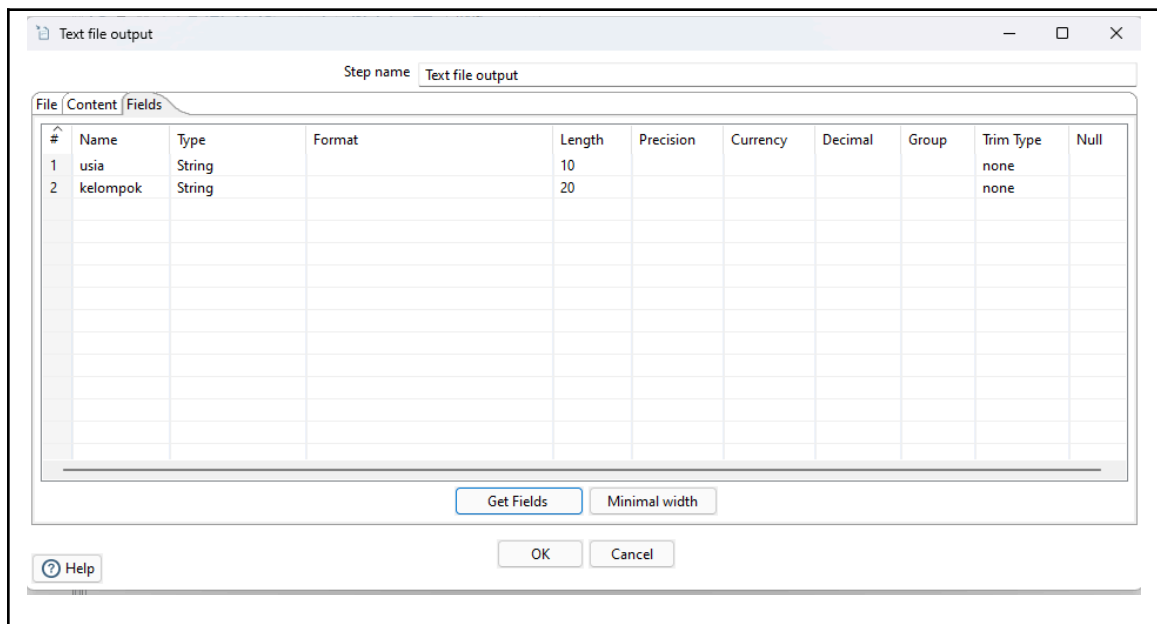 Text file output
Step name Text file output
File Content Fields
# Name Type Format Length Precision Currency Decimal Group Trim Type Null
1 usia String 10 none
2 kelompok String 20 none
Get Fields Minimal width
OK Cancel
Help